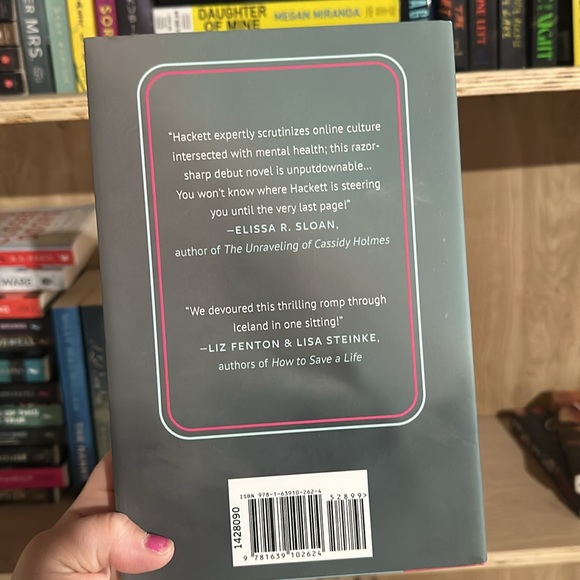 DAUGHTER
OF MINE
MEGAN MIRANDA
MRS
"Hackett expertly scrutinizes online culture
intersected with mental health; this razor-
sharp debut novel is unputdownable...
You won't know where Hackett is steering
you until the very last page!"
—ELISSA R. SLOAN,
author of The Unraveling of Cassidy Holmes
"We devoured this thrilling romp through
Iceland in one sitting!"
—LIZ FENTON & LISA STEINKE,
authors of How to Save a Life
ISBN 978-1-63910-262-4
52899>
1428090
9 781639 102624